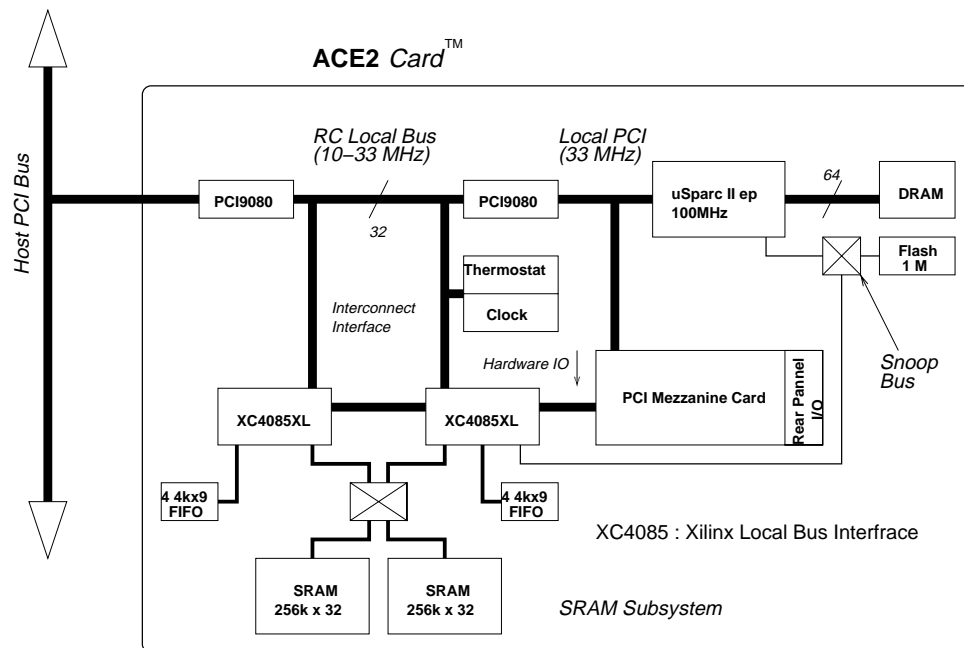 ACE2 Card™
Host PCI Bus
RC Local Bus
(10–33 MHz)
Local PCI
(33 MHz)
PCI9080
32
PCI9080
uSparc II ep
100MHz
64
DRAM
Flash
1 M
Thermostat
Clock
Interconnect
Interface
Snoop
Bus
Hardware IO
PCI Mezzanine Card
Rear Pannel
I/O
XC4085XL
XC4085XL
4 4kx9
FIFO
4 4kx9
FIFO
XC4085 : Xilinx Local Bus Interfrace
SRAM
256k x 32
SRAM
256k x 32
SRAM Subsystem